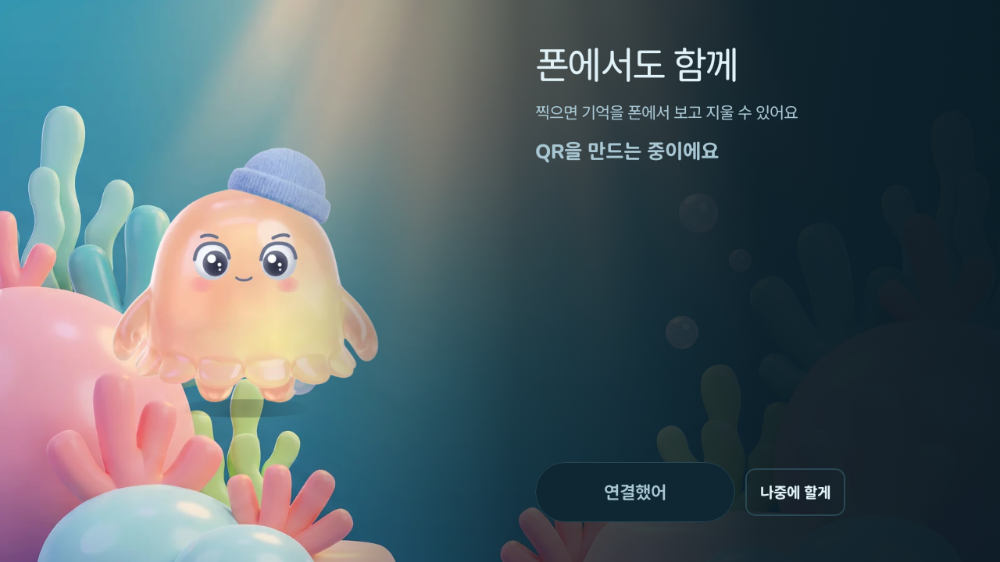 폰에서도 함께
찍으면 기억을 폰에서 보고 지울 수 있어요
QR을 만드는 중이에요
연결했어
나중에 할게